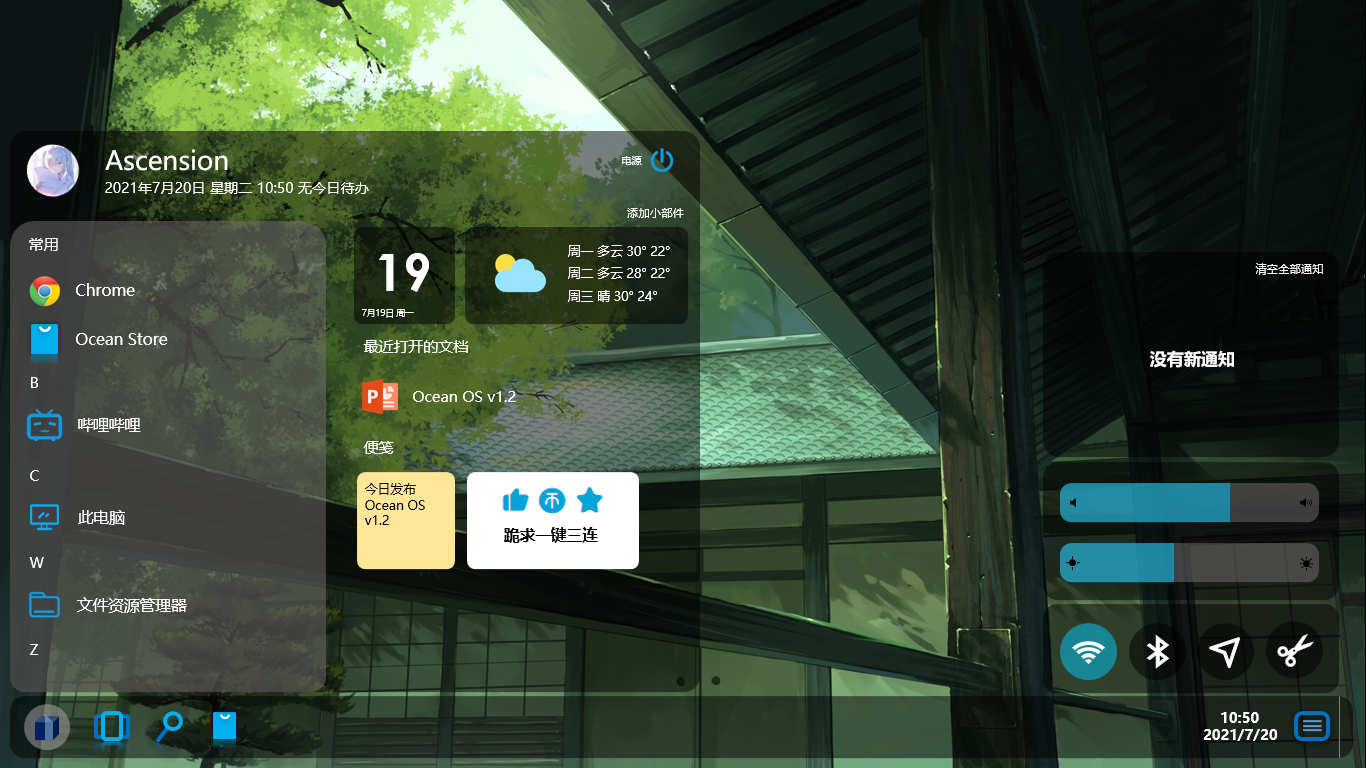 Ascension
2021年7月20日 星期二 10:50 无今日待办
电源
添加小部件
常用
Chrome
Ocean Store
B
哔哩哔哩
C
此电脑
W
文件资源管理器
Z
19
7月19日 周一
周一 多云 30° 22°
周二 多云 28° 22°
周三 晴 30° 24°
最近打开的文档
P
Ocean OS v1.2
便笺
今日发布
Ocean OS
v1.2
跪求一键三连
清空全部通知
没有新通知
10:50
2021/7/20